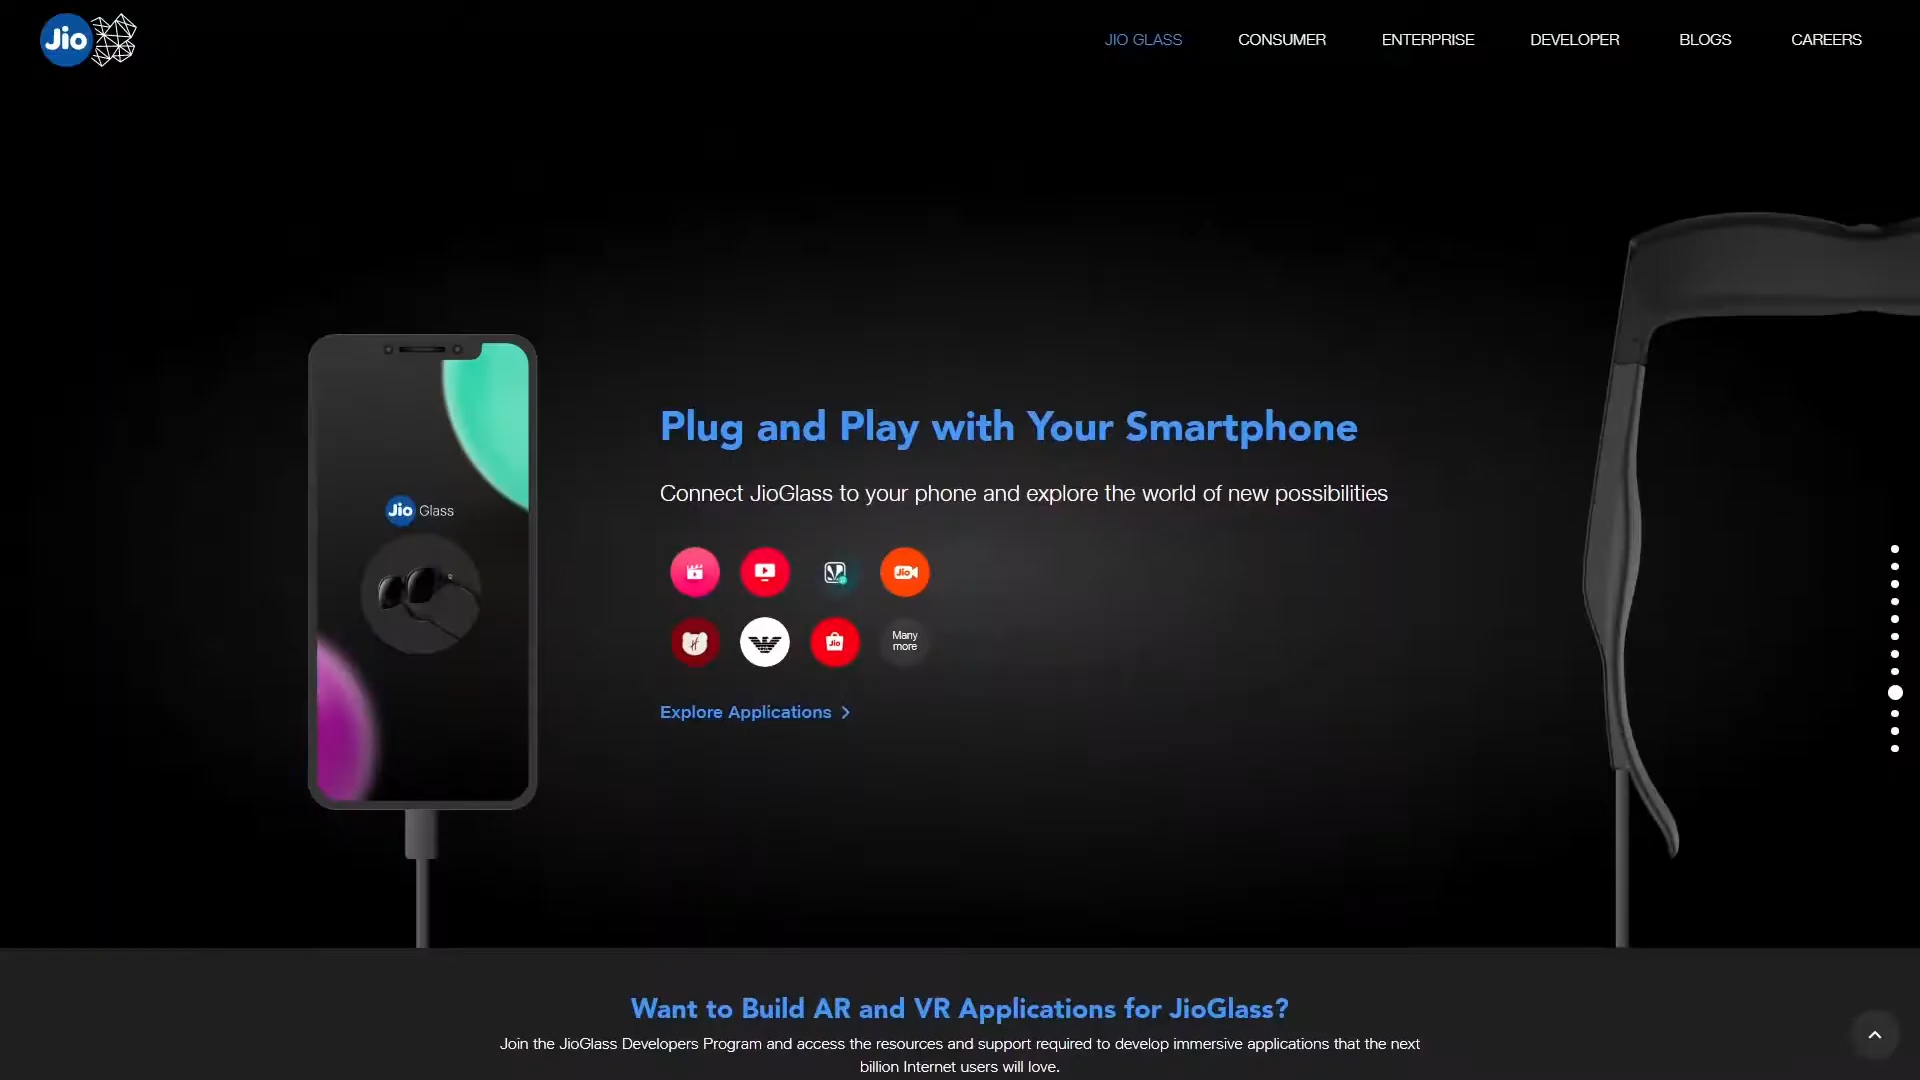 Jio
JIO GLASS
CONSUMER
ENTERPRISE
DEVELOPER
BLOGS
CAREERS
Jio Glass
Plug and Play with Your Smartphone
Connect JioGlass to your phone and explore the world of new possibilities
Jio
Jio
Many
more
Explore Applications
Want to Build AR and VR Applications for JioGlass?
Join the JioGlass Developers Program and access the resources and support required to develop immersive applications that the next
billion Internet users will love.